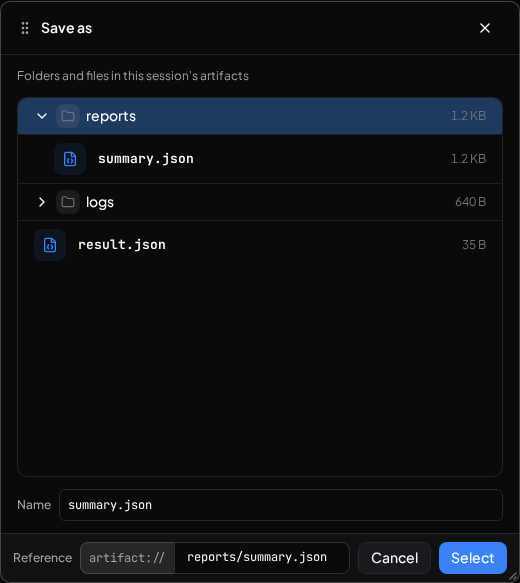 Save as
Folders and files in this session's artifacts
reports 1.2 KB
summary.json 1.2 KB
logs 640 B
result.json 35 B
Name summary.json
Reference artifact:// reports/summary.json Cancel Select